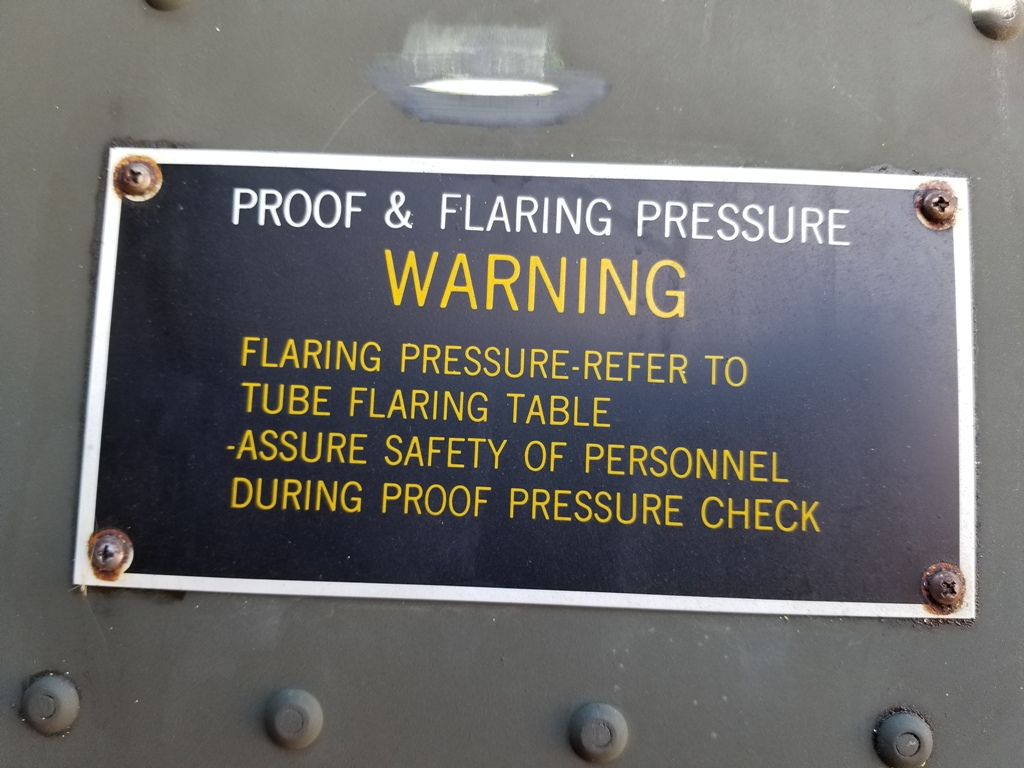 PROOF & FLARING PRESSURE
WARNING
FLARING PRESSURE-REFER TO
TUBE FLARING TABLE
-ASSURE SAFETY OF PERSONNEL
DURING PROOF PRESSURE CHECK